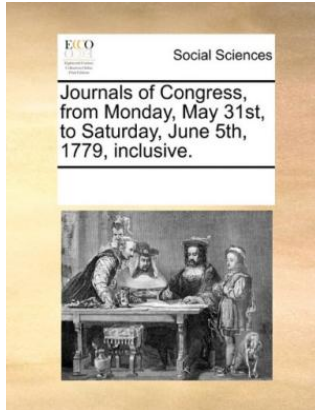 ECCO
Social Sciences
Journals of Congress,
from Monday, May 31st,
to Saturday, June 5th,
1779, inclusive.